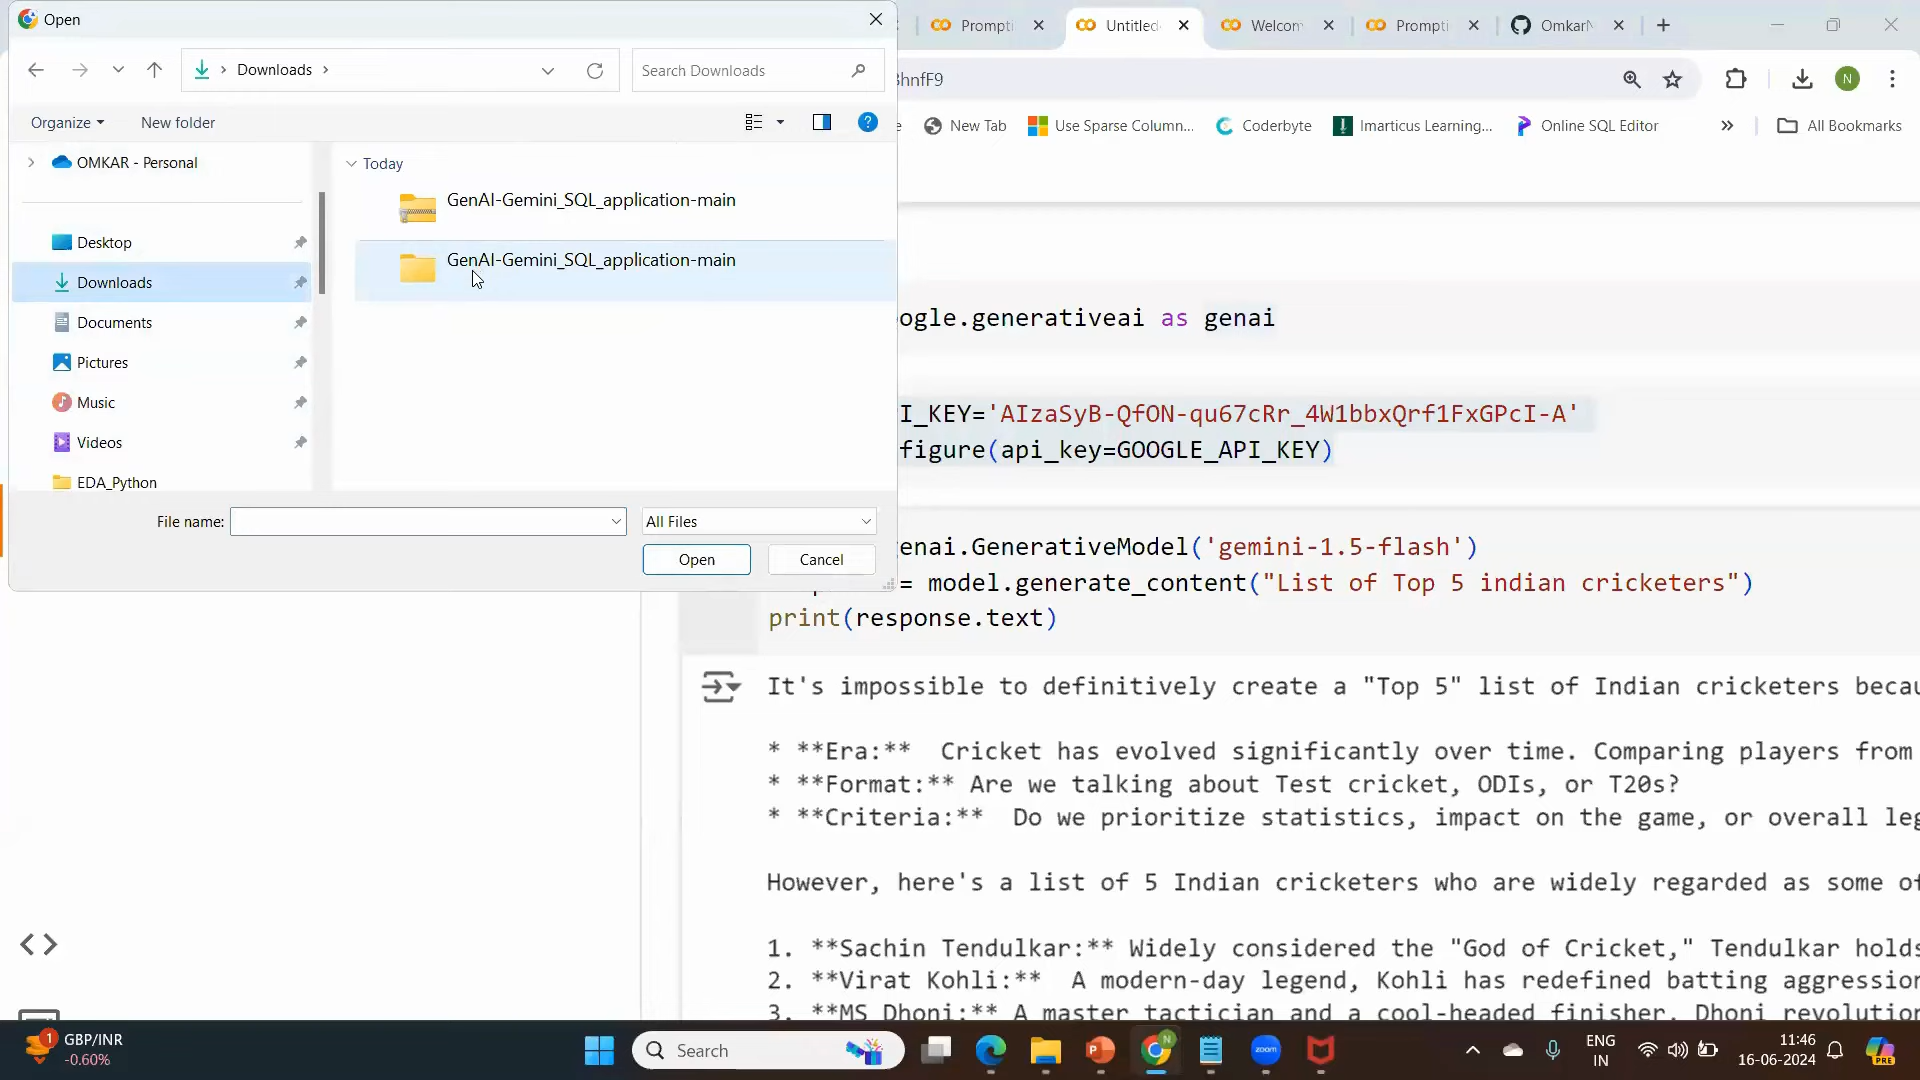 Open
Prompti
Untitled
Welcom
Prompti
OmkarN
Downloads
Search Downloads
3hnfF9
N
Organize
New folder
e
New Tab
Use Sparse Column...
Coderbyte
Imarticus Learning...
Online SQL Editor
All Bookmarks
OMKAR - Personal
Today
GenAI-Gemini_SQL_application-main
Desktop
GenAI-Gemini_SQL_application-main
Downloads
Documents
Pictures
Music
Videos
EDA_Python
ogle.generativeai as genai
I_KEY='AIzaSyB-QfON-qu67cRr_4W1bbxQrf1FxGPcI-A'
figure(api_key=GOOGLE_API_KEY)
File name:
All Files
Open
Cancel
enai.GenerativeModel('gemini-1.5-flash')
= model.generate_content("List of Top 5 indian cricketers")
print(response.text)
It's impossible to definitively create a "Top 5" list of Indian cricketers becau
* **Era:** Cricket has evolved significantly over time. Comparing players from
* **Format:** Are we talking about Test cricket, ODIs, or T20s?
* **Criteria:** Do we prioritize statistics, impact on the game, or overall leg
However, here's a list of 5 Indian cricketers who are widely regarded as some of
1. **Sachin Tendulkar:** Widely considered the "God of Cricket," Tendulkar holds
2. **Virat Kohli:** A modern-day legend, Kohli has redefined batting aggression
3. **MS Dhoni:** A master tactician and a cool-headed finisher, Dhoni revolution
1
GBP/INR
-0.60%
Search
N
zoom
ENG
IN
11:46
16-06-2024
PRE